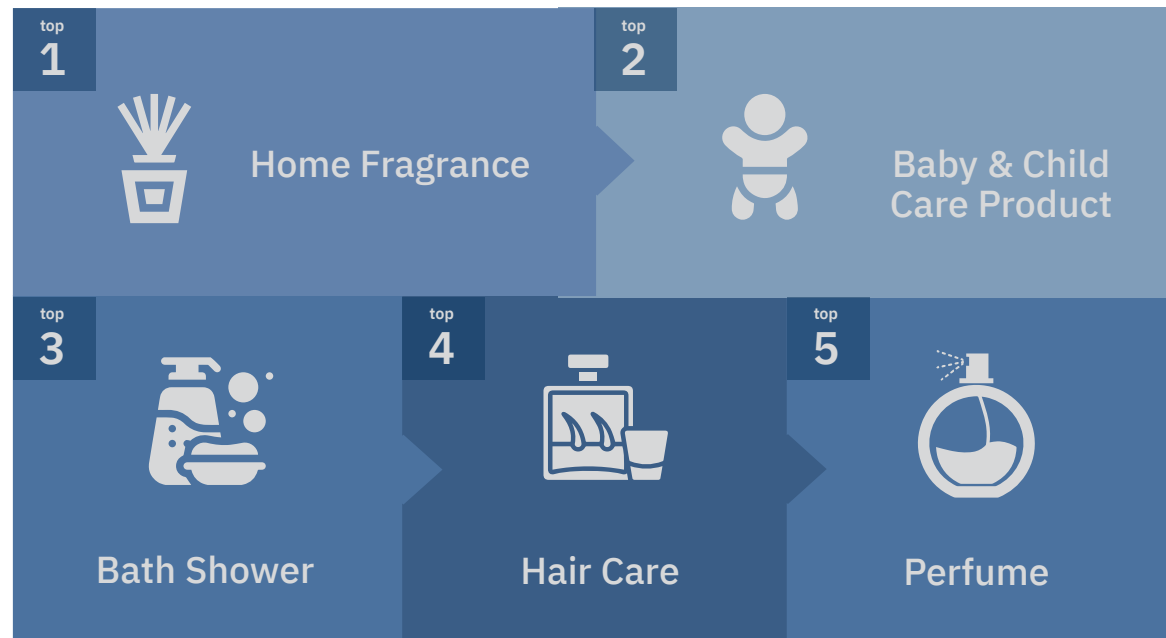 top
1
Home Fragrance
top
2
Baby & Child
Care Product
top
3
Bath Shower
top
4
Hair Care
top
5
Perfume